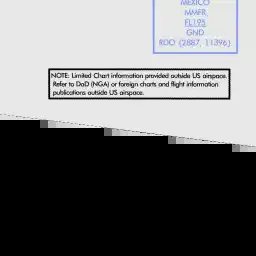 MEXICO
MMFR
FL195
GND
RDO (2887, 11396)
NOTE: Limited Chart information provided outside US airspace.
Refer to DoD (NGA) or foreign charts and flight information
publications outside US airspace.